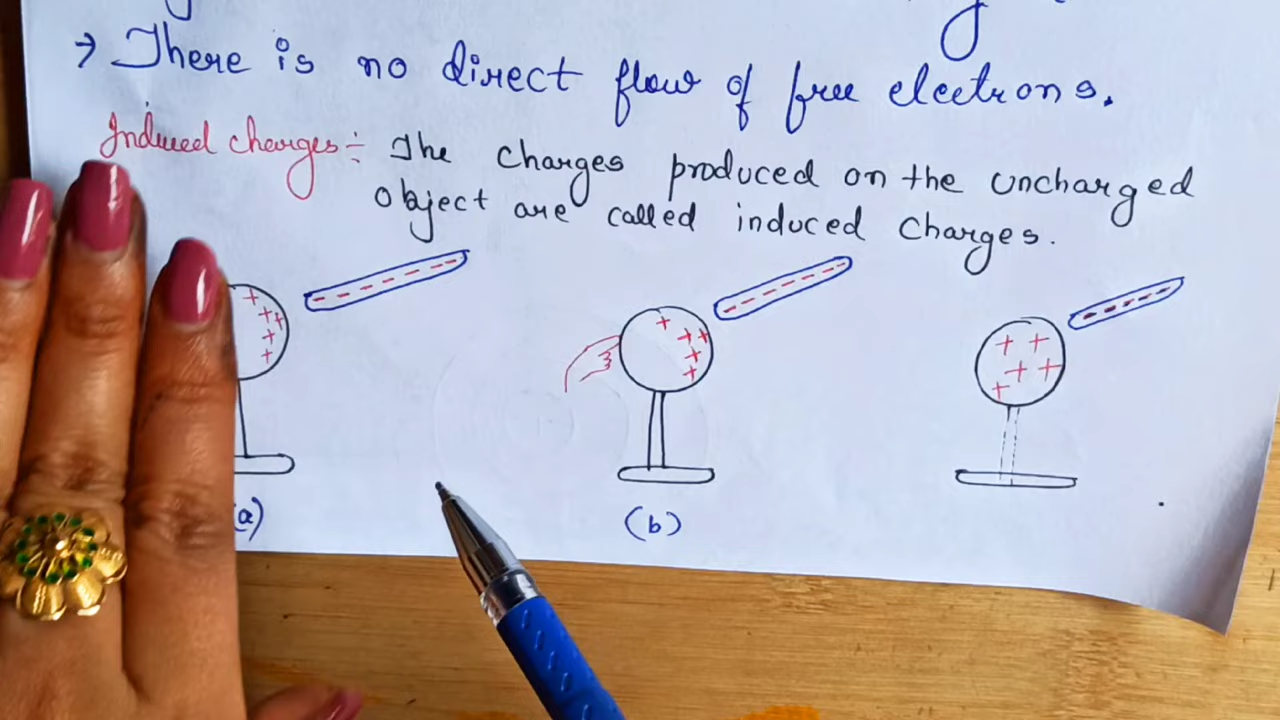 → There is no direct flow of free electrons.
Induced charges :- The charges produced on the uncharged
object are called induced charges.
(a)
(b)